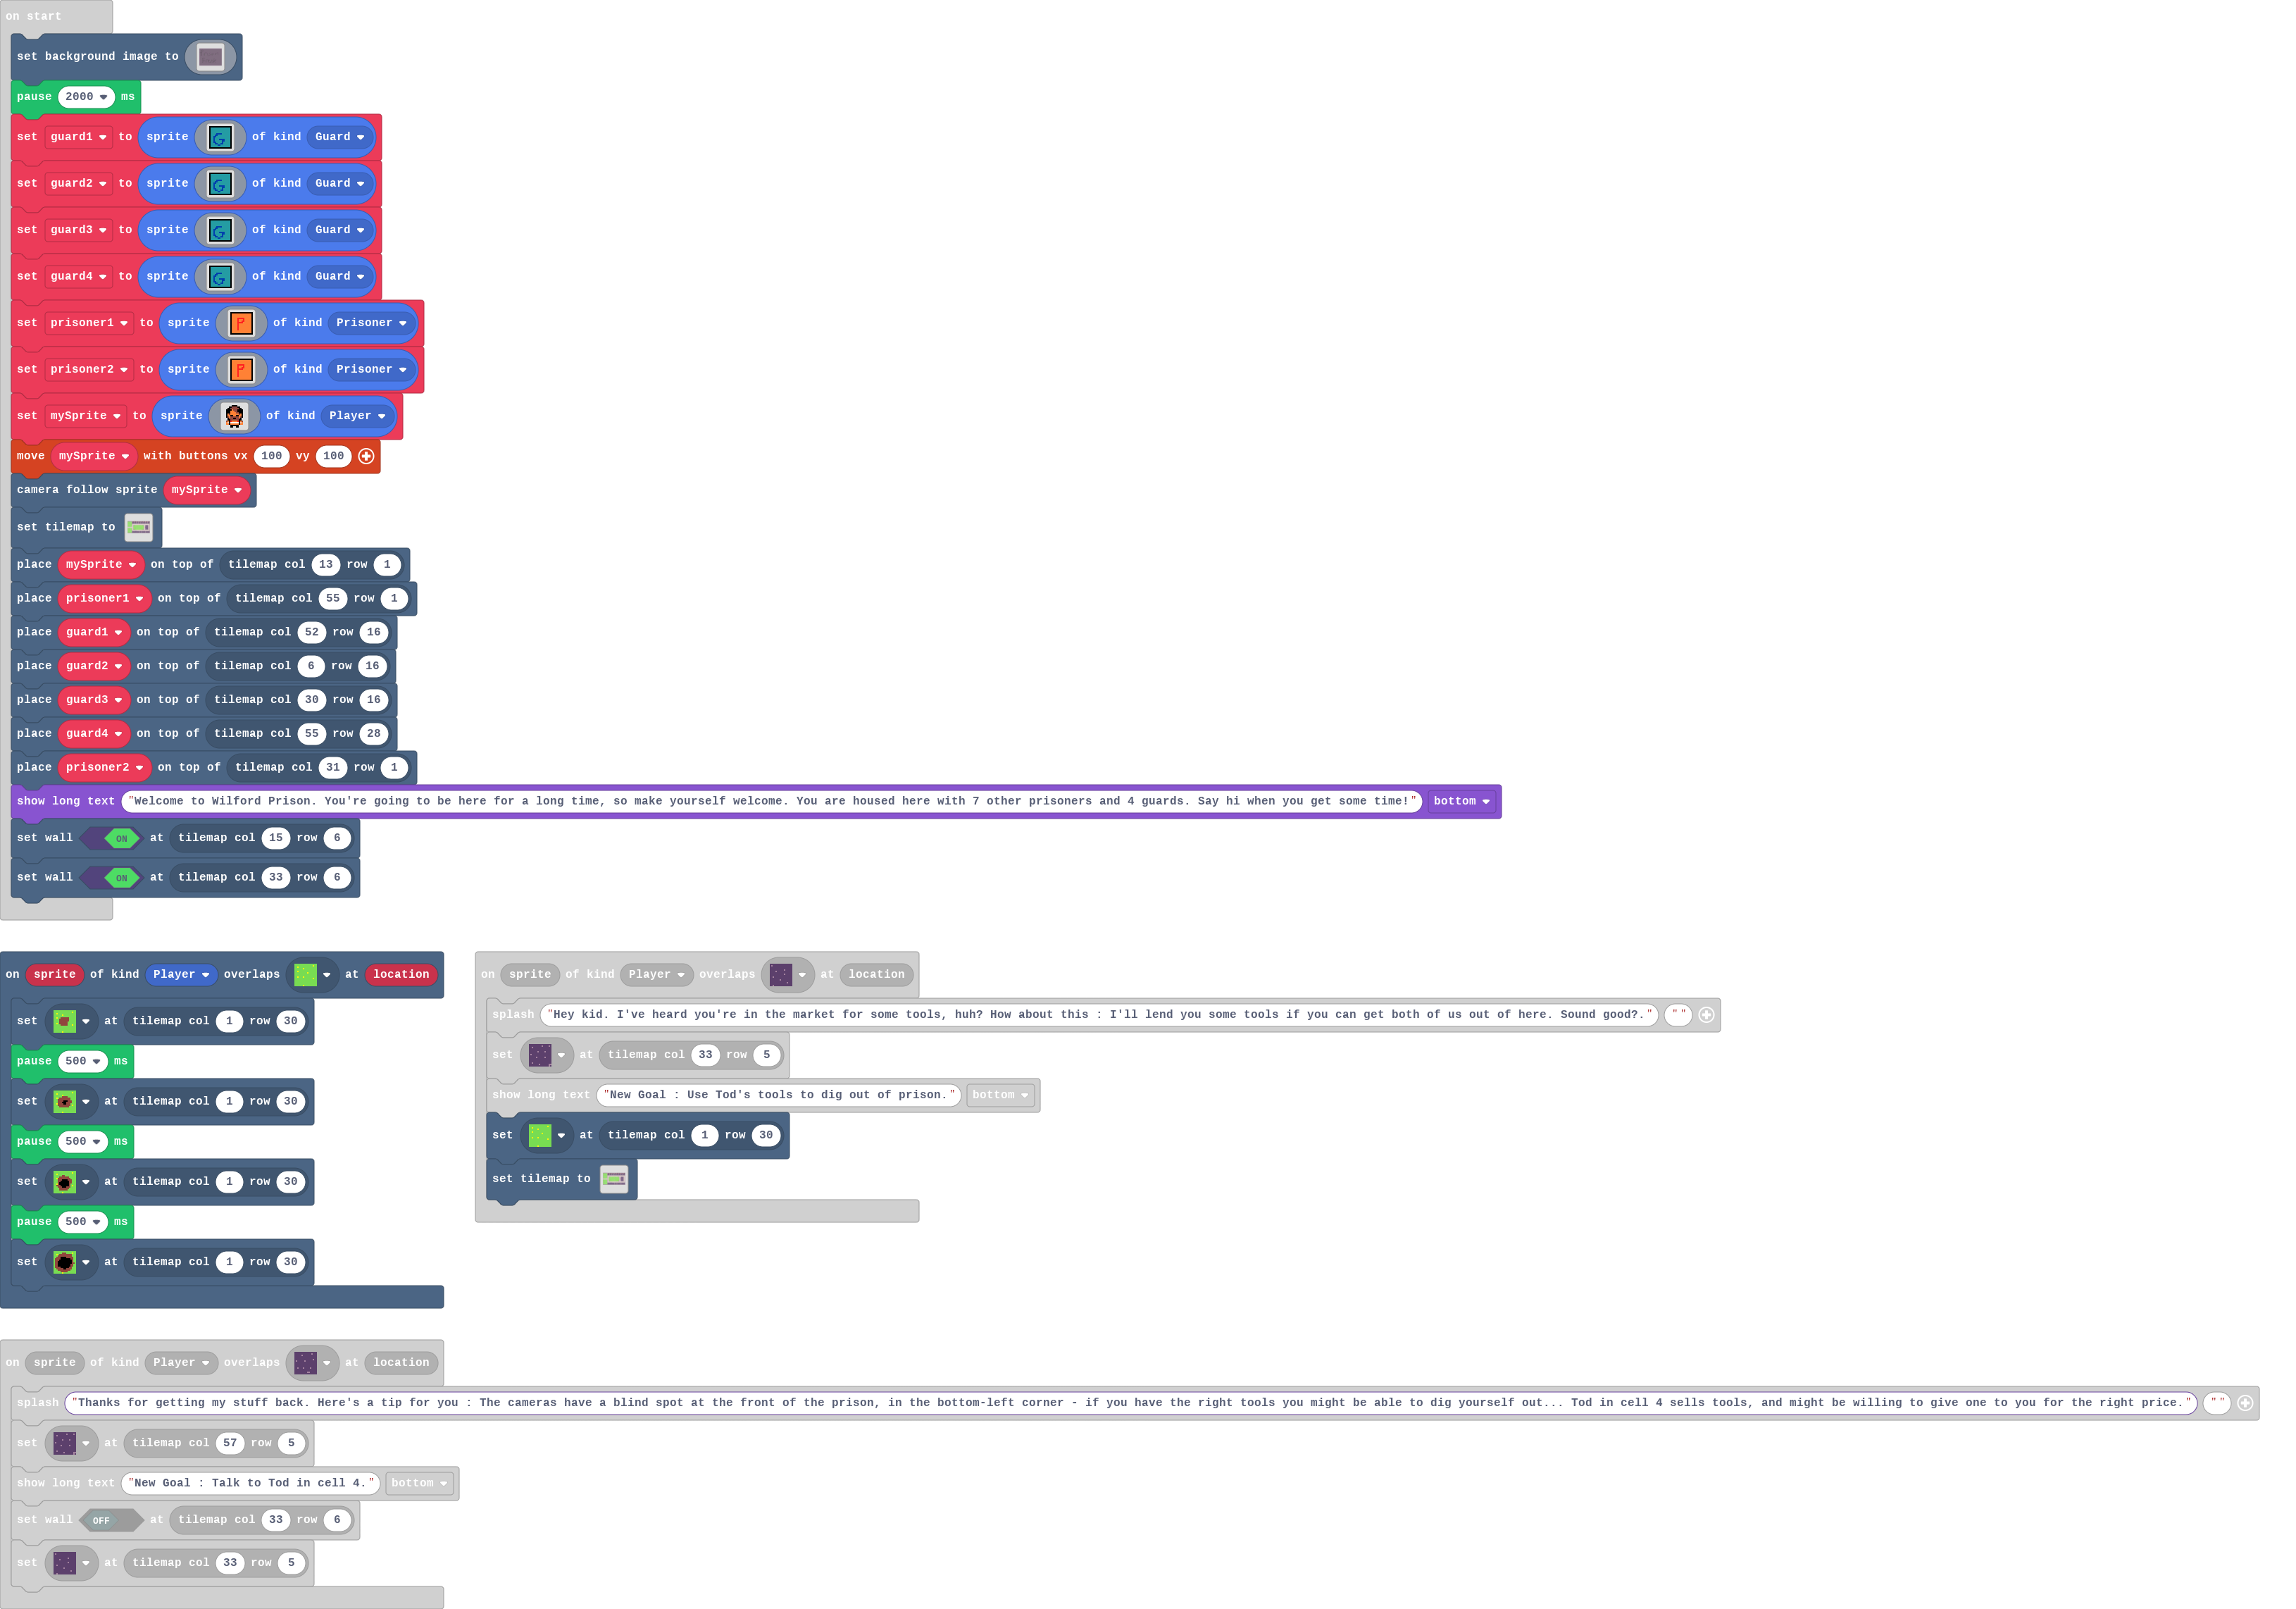 on start
set background image to
pause 2000 ms
set guard1 to sprite of kind Guard
set guard2 to sprite of kind Guard
set guard3 to sprite of kind Guard
set guard4 to sprite of kind Guard
set prisoner1 to sprite of kind Prisoner
set prisoner2 to sprite of kind Prisoner
set mySprite to sprite of kind Player
move mySprite with buttons vx 100 vy 100
camera follow sprite mySprite
set tilemap to
place mySprite on top of tilemap col 13 row 1
place prisoner1 on top of tilemap col 55 row 1
place guard1 on top of tilemap col 52 row 16
place guard2 on top of tilemap col 6 row 16
place guard3 on top of tilemap col 30 row 16
place guard4 on top of tilemap col 55 row 28
place prisoner2 on top of tilemap col 31 row 1
show long text "Welcome to Wilford Prison. You're going to be here for a long time, so make yourself welcome. You are housed here with 7 other prisoners and 4 guards. Say hi when you get some time!" bottom
set wall ON at tilemap col 15 row 6
set wall ON at tilemap col 33 row 6
on sprite of kind Player overlaps at location
set at tilemap col 1 row 30
pause 500 ms
set at tilemap col 1 row 30
pause 500 ms
set at tilemap col 1 row 30
pause 500 ms
set at tilemap col 1 row 30
on sprite of kind Player overlaps at location
splash "Hey kid. I've heard you're in the market for some tools, huh? How about this : I'll lend you some tools if you can get both of us out of here. Sound good?." " "
set at tilemap col 33 row 5
show long text "New Goal : Use Tod's tools to dig out of prison." bottom
set at tilemap col 1 row 30
set tilemap to
on sprite of kind Player overlaps at location
splash "Thanks for getting my stuff back. Here's a tip for you : The cameras have a blind spot at the front of the prison, in the bottom-left corner - if you have the right tools you might be able to dig yourself out... Tod in cell 4 sells tools, and might be willing to give one to you for the right price." " "
set at tilemap col 57 row 5
show long text "New Goal : Talk to Tod in cell 4." bottom
set wall OFF at tilemap col 33 row 6
set at tilemap col 33 row 5